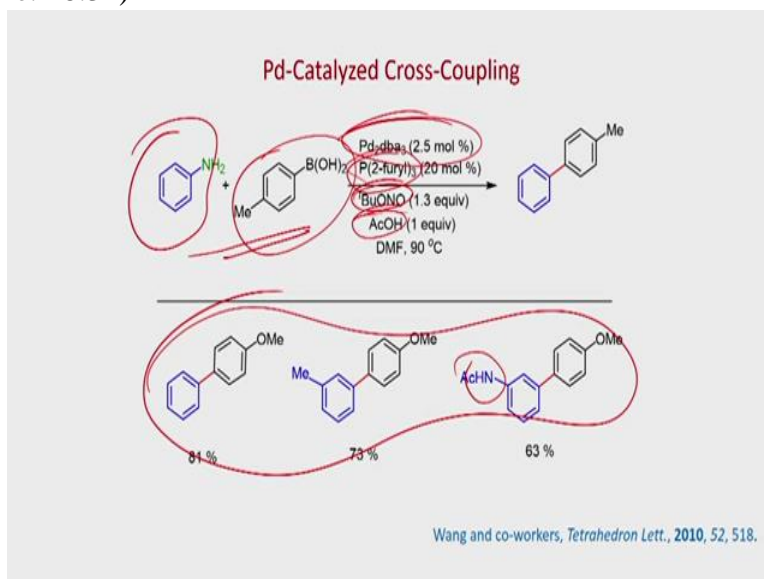 Pd-Catalyzed Cross-Coupling
NH2
+
B(OH)2
Me
Pd2dba3 (2.5 mol %)
P(2-furyl)3 (20 mol %)
tBuONO (1.3 equiv)
AcOH (1 equiv)
DMF, 90 ºC
Me
OMe
Me
OMe
AcHN
OMe
81 %
73 %
63 %
Wang and co-workers, Tetrahedron Lett., 2010, 52, 518.